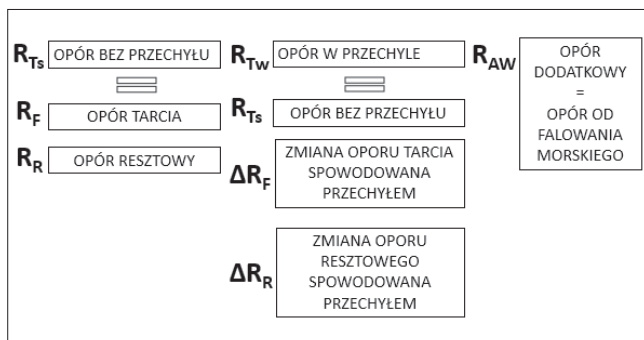 R_Ts OPÓR BEZ PRZECHYŁU
=
R_F OPÓR TARCIA
R_R OPÓR RESZTOWY
R_Tw OPÓR W PRZECHYLE
=
R_Ts OPÓR BEZ PRZECHYŁU
ΔR_F ZMIANA OPORU TARCIA
SPOWODOWANA
PRZECHYŁEM
ΔR_R ZMIANA OPORU
RESZTOWEGO
SPOWODOWANA
PRZECHYŁEM
R_AW OPÓR
DODATKOWY
=
OPÓR OD
FALOWANIA
MORSKIEGO